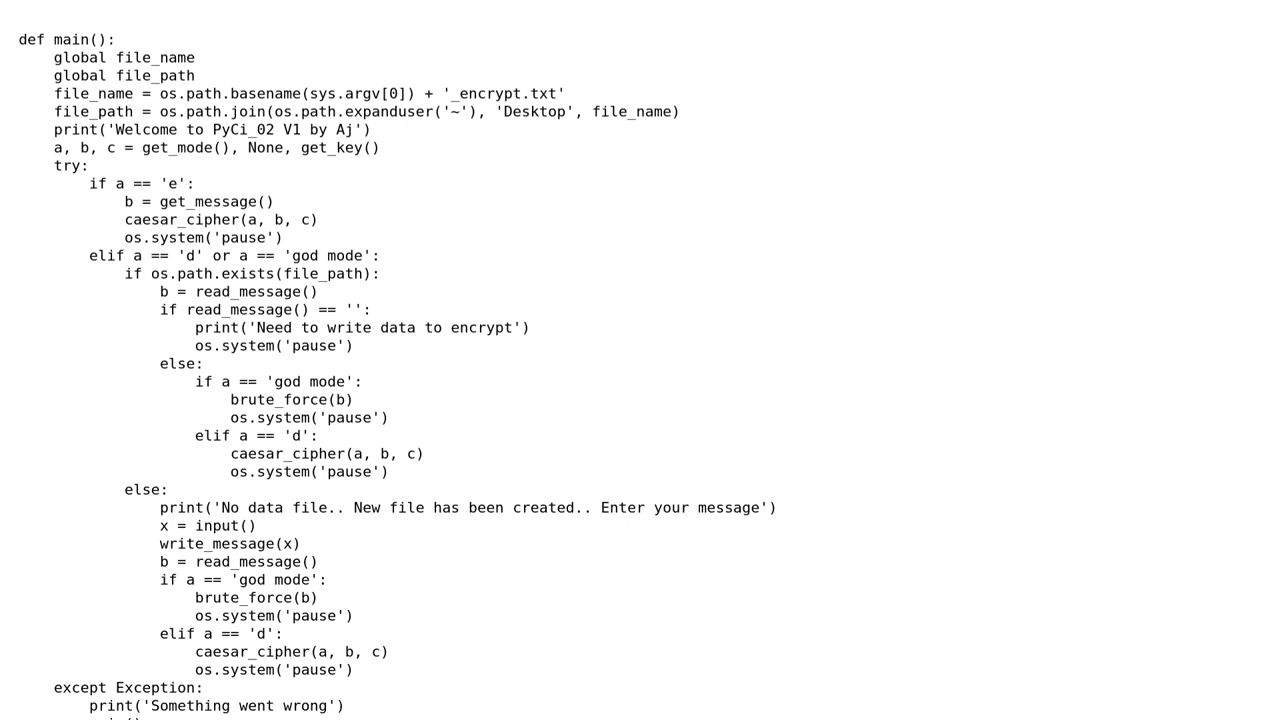 def main():
    global file_name
    global file_path
    file_name = os.path.basename(sys.argv[0]) + '_encrypt.txt'
    file_path = os.path.join(os.path.expanduser('~'), 'Desktop', file_name)
    print('Welcome to PyCi_02 V1 by Aj')
    a, b, c = get_mode(), None, get_key()
    try:
        if a == 'e':
            b = get_message()
            caesar_cipher(a, b, c)
            os.system('pause')
        elif a == 'd' or a == 'god mode':
            if os.path.exists(file_path):
                b = read_message()
                if read_message() == '':
                    print('Need to write data to encrypt')
                    os.system('pause')
                else:
                    if a == 'god mode':
                        brute_force(b)
                        os.system('pause')
                    elif a == 'd':
                        caesar_cipher(a, b, c)
                        os.system('pause')
            else:
                print('No data file.. New file has been created.. Enter your message')
                x = input()
                write_message(x)
                b = read_message()
                if a == 'god mode':
                    brute_force(b)
                    os.system('pause')
                elif a == 'd':
                    caesar_cipher(a, b, c)
                    os.system('pause')
    except Exception:
        print('Something went wrong')